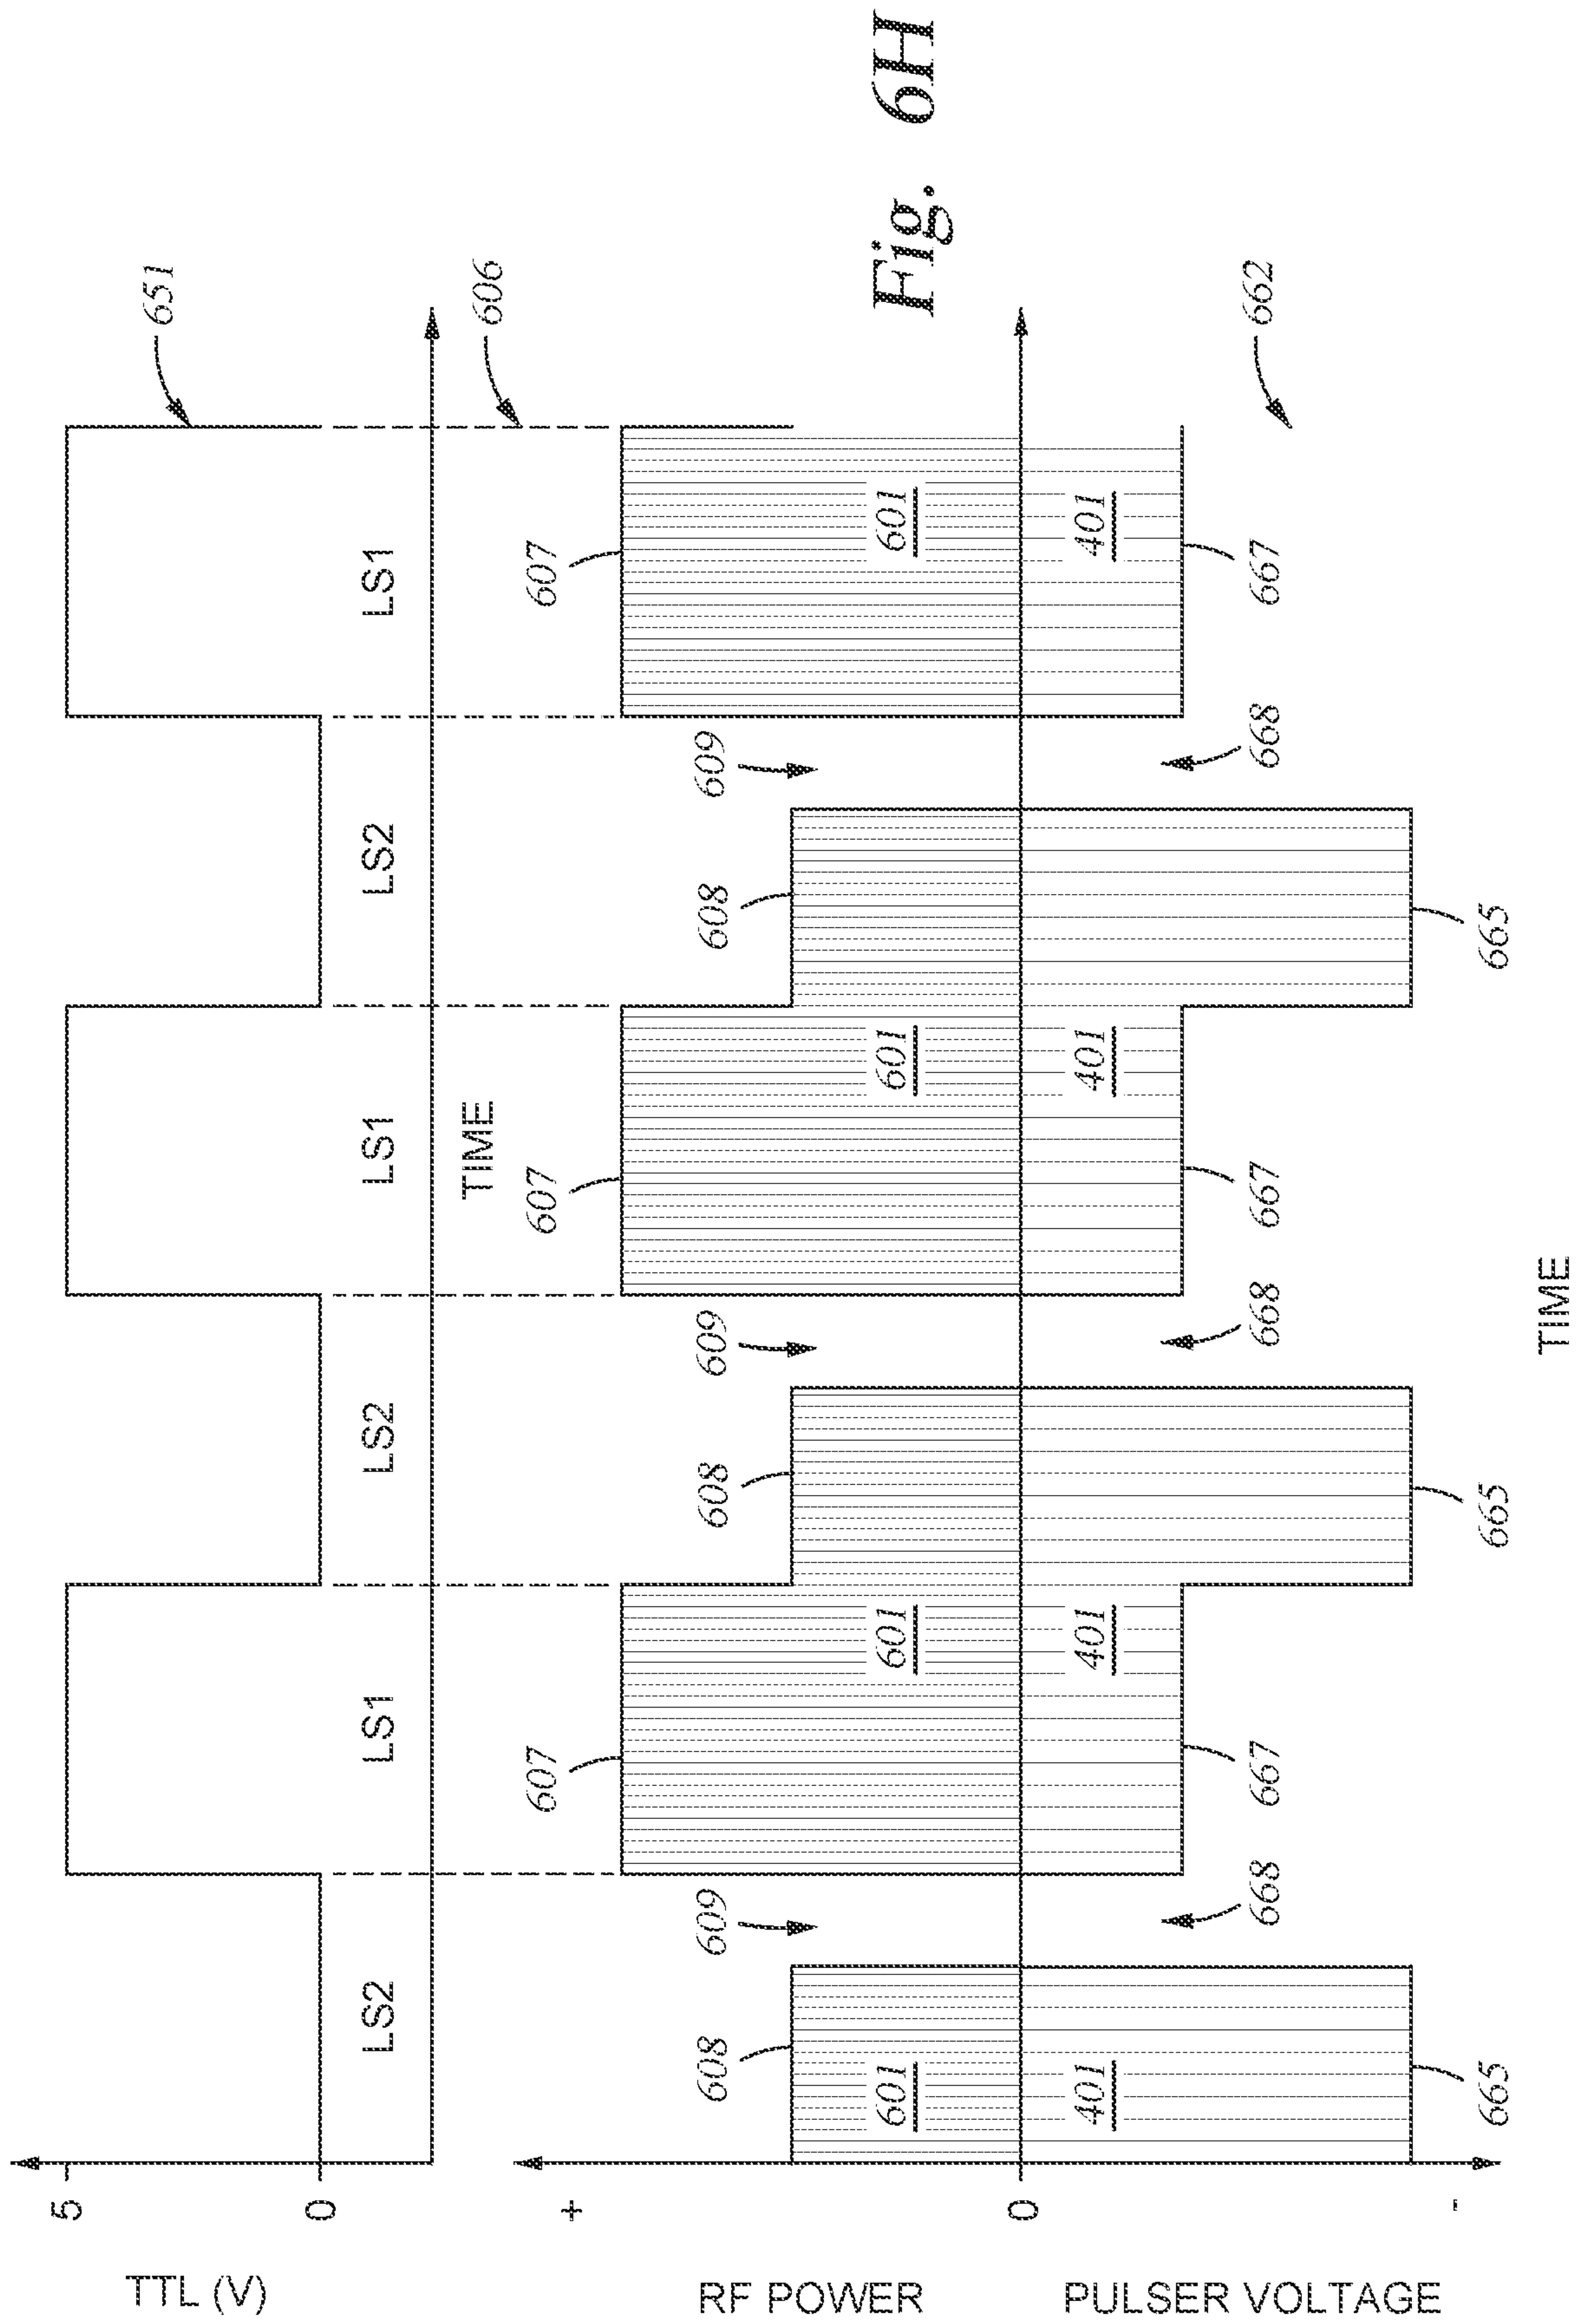 TTL (V)
5
0
LS2
LS1
LS2
LS1
LS2
LS1
651
TIME
606
RF POWER
+
0
607
607
607
608
608
608
609
609
609
601
601
601
601
PULSER VOLTAGE
-
401
401
401
401
668
667
668
667
668
667
662
665
665
665
TIME
Fig. 6H